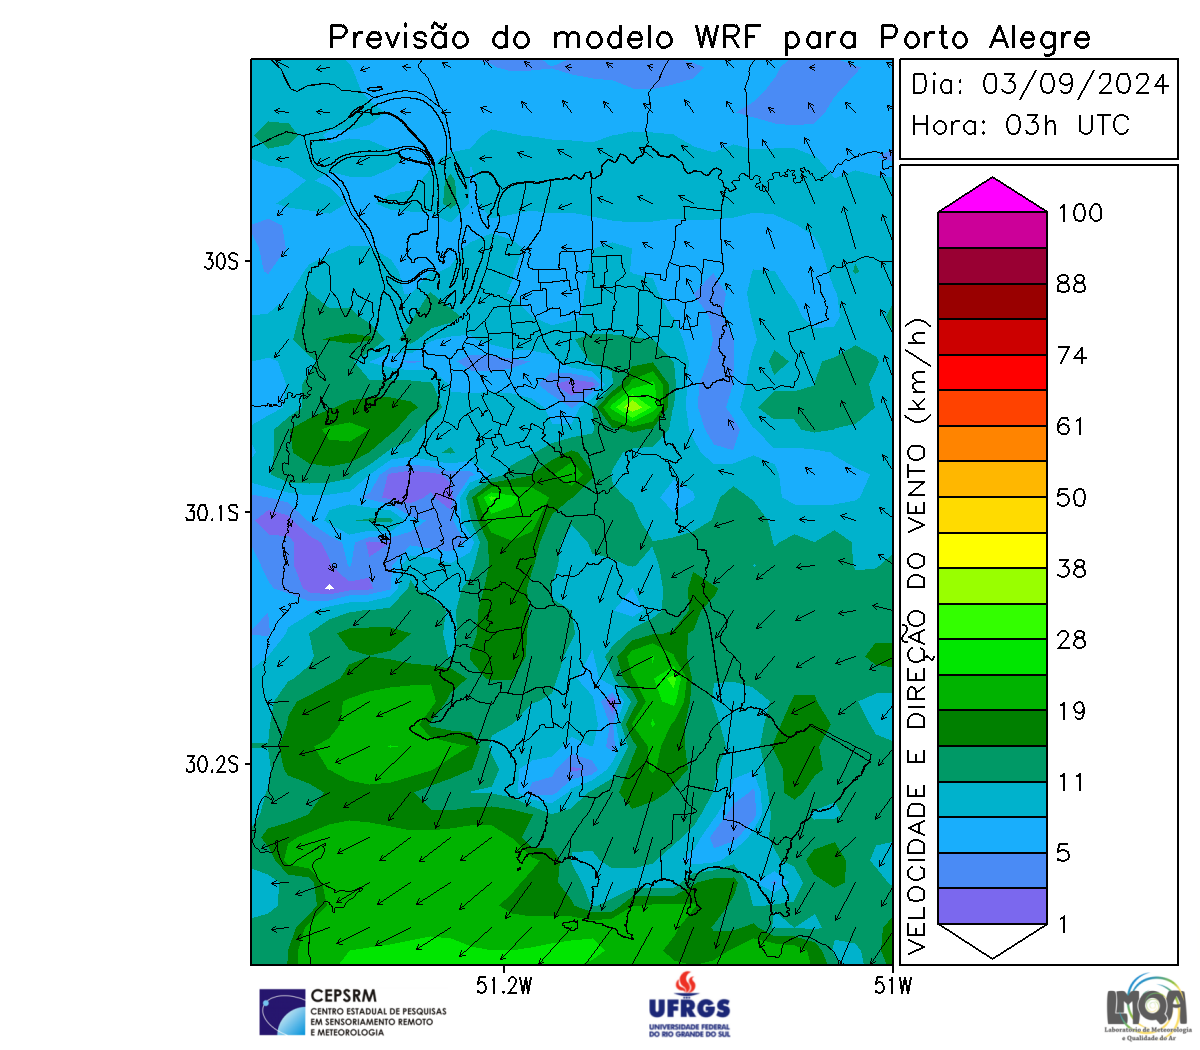 Previsão do modelo WRF para Porto Alegre
Dia: 03/09/2024
Hora: 03h UTC
100
88
74
61
50
38
28
19
11
5
1
VELOCIDADE E DIREÇÃO DO VENTO (km/h)
30S
30.1S
30.2S
51.2W
51W
CEPSRM
CENTRO ESTADUAL DE PESQUISAS
EM SENSORIAMENTO REMOTO
E METEOROLOGIA
UFRGS
UNIVERSIDADE FEDERAL
DO RIO GRANDE DO SUL
LMQA
Laboratório de Meteorologia
e Qualidade do Ar